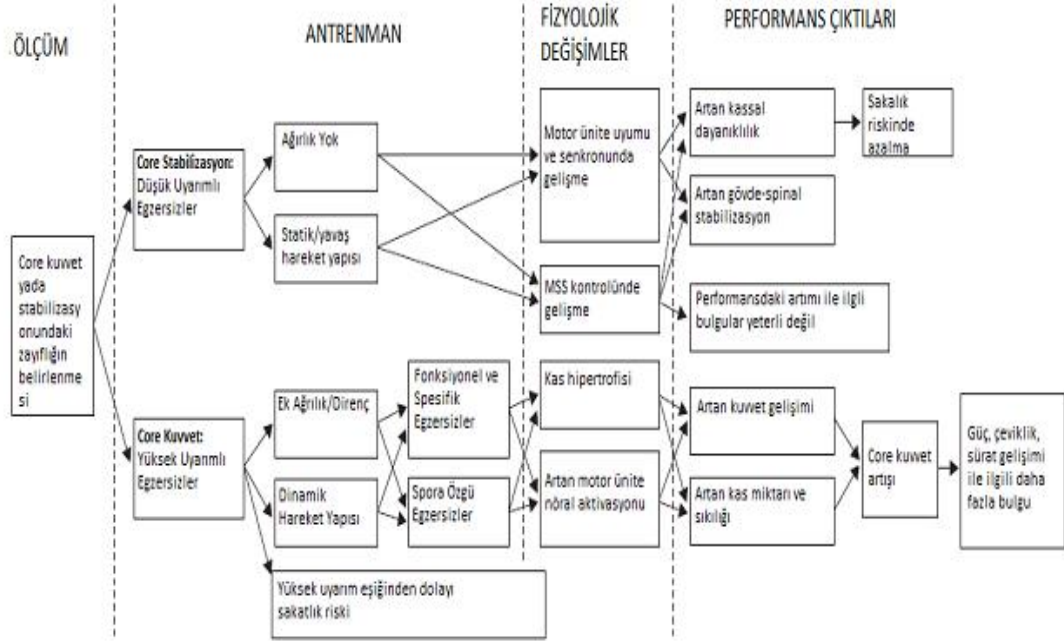 ÖLÇÜM
ANTRENMAN
FİZYOLOJİK
DEĞİŞİMLER
PERFORMANS ÇIKTILARI
Core kuvvet
yada
stabilizasy
onundaki
zayıflığın
belirlenme
si
Core Stabilizasyon:
Düşük Uyarımlı
Egzersizler
Ağırlık Yok
Statik/yavaş
hareket yapısı
Motor ünite uyumu
ve senkronunda
gelişme
MSS kontrolünde
gelişme
Artan kassal
dayanıklılık
Sakalık
riskinde
azalma
Artan gövde-spinal
stabilizasyon
Performansdaki artımı ile ilgli
bulgular yeterli değil
Core Kuvvet:
Yüksek Uyarımlı
Egzersizler
Ek Ağrılık/Direnç
Dinamik
Hareket Yapısı
Fonksiyonel ve
Spesifik
Egzersizler
Spora Özgü
Egzersizler
Yüksek uyarım eşiğinden dolayı
sakatlık riski
Kas hipertrofisi
Artan motor ünite
nöral aktivasyonu
Artan kuvvet gelişimi
Artan kas miktarı ve
sıkılığı
Core kuvvet
artışı
Güç, çeviklik,
sürat gelişimi
ile ilgili daha
fazla bulgu